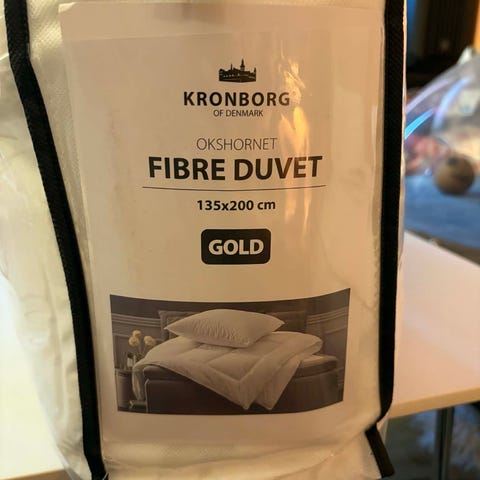 KRONBORG
OF DENMARK
OKSHORNET
FIBRE DUVET
135x200 cm
GOLD